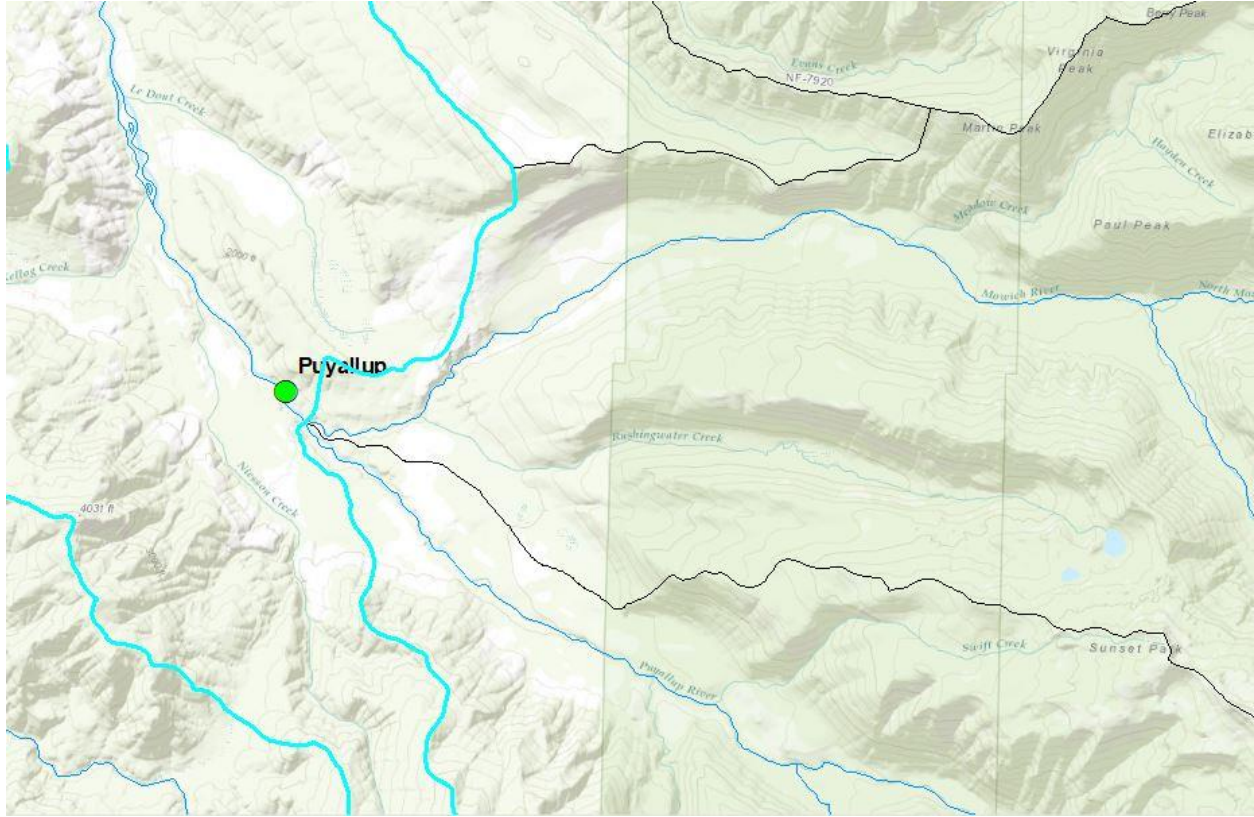 Berry Peak
Virginia
Peak
Evans Creek
NF-7920
Le Dout Creek
Martin Peak
Elizab
Hayden Creek
Meadow Creek
Paul Peak
2000 ft
Kellog Creek
Mowich River
North Mo
Puyallup
Rushingwater Creek
Niesson Creek
4031 ft
Swift Creek
Sunset Park
Puyallup River